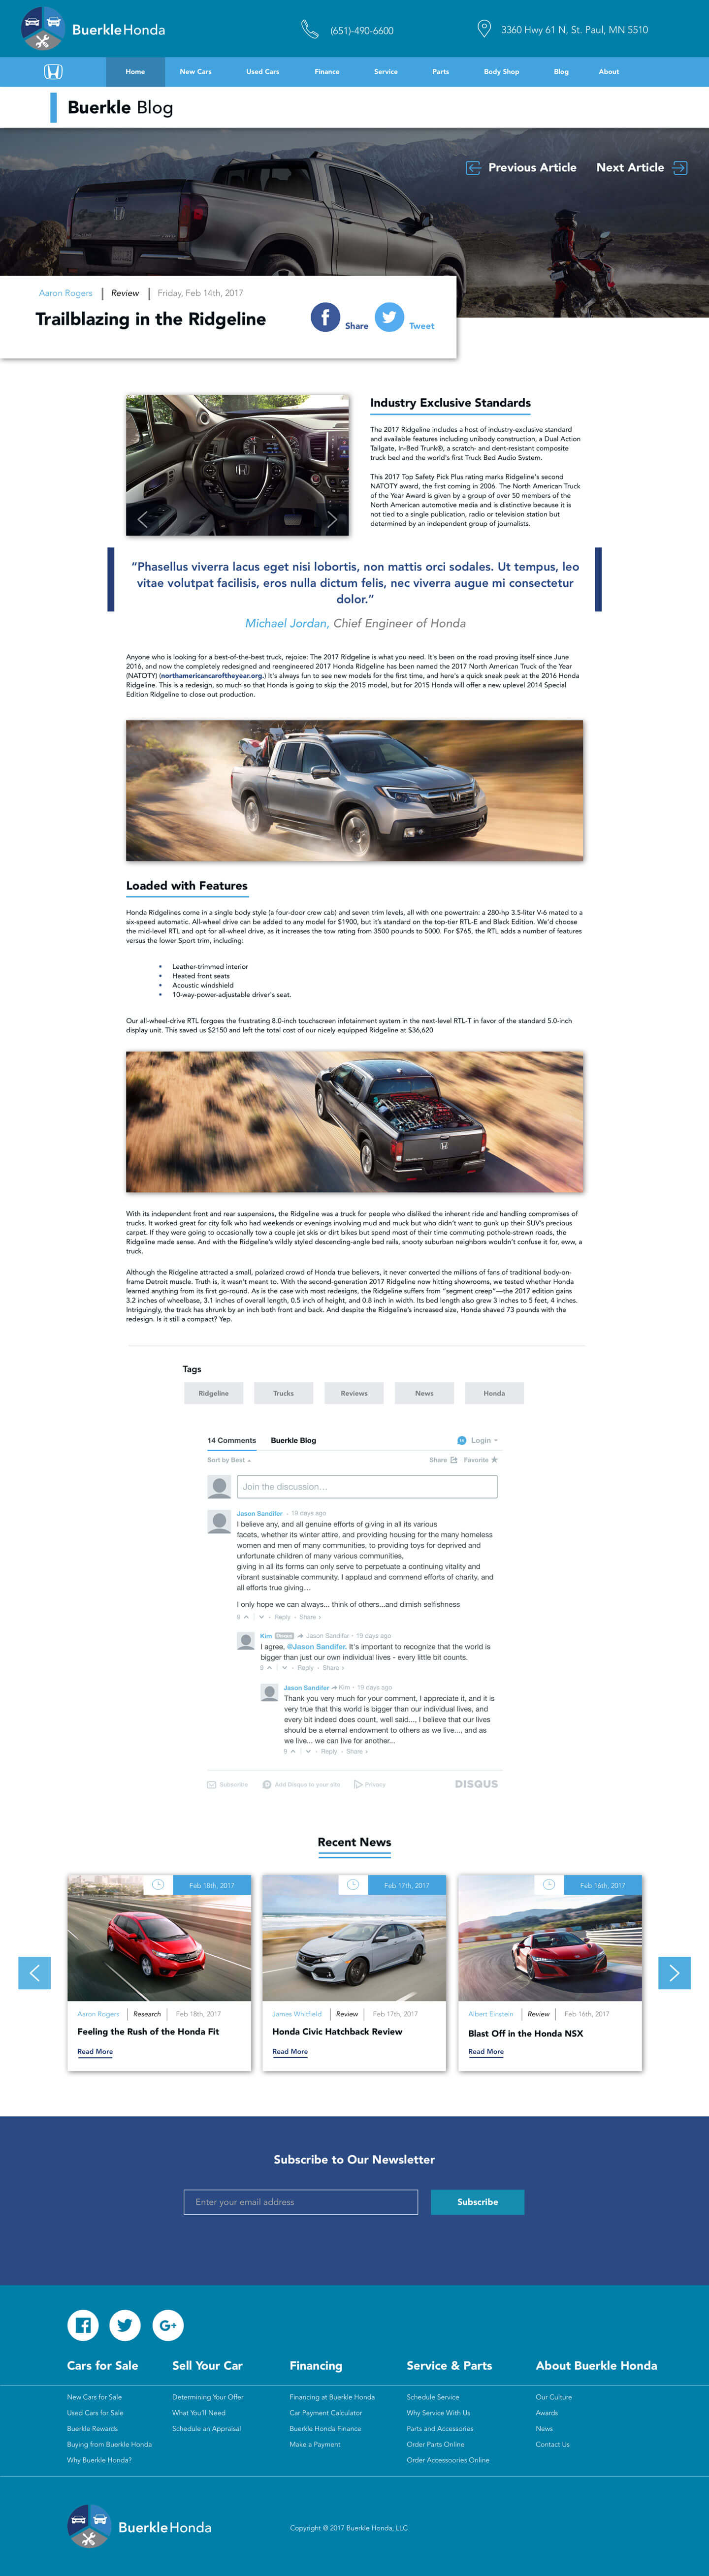 Buerkle Honda
(651)-490-6600
3360 Hwy 61 N, St. Paul, MN 5510
Home New Cars Used Cars Finance Service Parts Body Shop Blog About
Buerkle Blog
Previous Article Next Article
Aaron Rogers | Review | Friday, Feb 14th, 2017
Trailblazing in the Ridgeline
Share Tweet
Industry Exclusive Standards
The 2017 Ridgeline includes a host of industry-exclusive standard
and available features including unibody construction, a Dual Action
Tailgate, In-Bed Trunk®, a scratch- and dent-resistant composite
truck bed and the world's first Truck Bed Audio System.
This 2017 Top Safety Pick Plus rating marks Ridgeline's second
NATOTY award, the first coming in 2006. The North American Truck
of the Year Award is given by a group of over 50 members of the
North American automotive media and is distinctive because it is
not tied to a single publication, radio or television station but
determined by an independent group of journalists.
“Phasellus viverra lacus eget nisi lobortis, non mattis orci sodales. Ut tempus, leo
vitae volutpat facilisis, eros nulla dictum felis, nec viverra augue mi consectetur
dolor.“
Michael Jordan, Chief Engineer of Honda
Anyone who is looking for a best-of-the-best truck, rejoice: The 2017 Ridgeline is what you need. It's been on the road proving itself since June
2016, and now the completely redesigned and reengineered 2017 Honda Ridgeline has been named the 2017 North American Truck of the Year
(NATOTY) (northamericancaroftheyear.org.) It's always fun to see new models for the first time, and here's a quick sneak peek at the 2016 Honda
Ridgeline. This is a redesign, so much so that Honda is going to skip the 2015 model, but for 2015 Honda will offer a new uplevel 2014 Special
Edition Ridgeline to close out production.
Loaded with Features
Honda Ridgelines come in a single body style (a four-door crew cab) and seven trim levels, all with one powertrain: a 280-hp 3.5-liter V-6 mated to a
six-speed automatic. All-wheel drive can be added to any model for $1900, but it's standard on the top-tier RTL-E and Black Edition. We'd choose
the mid-level RTL and opt for all-wheel drive, as it increases the tow rating from 3500 pounds to 5000. For $765, the RTL adds a number of features
versus the lower Sport trim, including:
• Leather-trimmed interior
• Heated front seats
• Acoustic windshield
• 10-way-power-adjustable driver's seat.
Our all-wheel-drive RTL forgoes the frustrating 8.0-inch touchscreen infotainment system in the next-level RTL-T in favor of the standard 5.0-inch
display unit. This saved us $2150 and left the total cost of our nicely equipped Ridgeline at $36,620
With its independent front and rear suspensions, the Ridgeline was a truck for people who disliked the inherent ride and handling compromises of
trucks. It worked great for city folk who had weekends or evenings involving mud and muck but who didn't want to gunk up their SUV's precious
carpet. If they were going to occasionally tow a couple jet skis or dirt bikes but spend most of their time commuting pothole-strewn roads, the
Ridgeline made sense. And with the Ridgeline's wildly styled descending-angle bed rails, snooty suburban neighbors wouldn't confuse it for, eww, a
truck.
Although the Ridgeline attracted a small, polarized crowd of Honda true believers, it never converted the millions of fans of traditional body-on-
frame Detroit muscle. Truth is, it wasn't meant to. With the second-generation 2017 Ridgeline now hitting showrooms, we tested whether Honda
learned anything from its first go-round. As is the case with most redesigns, the Ridgeline suffers from “segment creep”—the 2017 edition gains
3.2 inches of wheelbase, 3.1 inches of overall length, 0.5 inch of height, and 0.8 inch in width. Its bed length also grew 3 inches to 5 feet, 4 inches.
Intriguingly, the track has shrunk by an inch both front and back. And despite the Ridgeline's increased size, Honda shaved 73 pounds with the
redesign. Is it still a compact? Yep.
Tags
Ridgeline Trucks Reviews News Honda
14 Comments Buerkle Blog Login
Sort by Best Share Favorite
Join the discussion...
Jason Sandifer • 19 days ago
I believe any, and all genuine efforts of giving in all its various
facets, whether its winter attire, and providing housing for the many homeless
women and men of many communities, to providing toys for deprived and
unfortunate children of many various communities,
giving in all its forms can only serve to perpetuate a continuing vitality and
vibrant sustainable community. I applaud and commend efforts of charity, and
all efforts true giving...
I only hope we can always... think of others...and dimish selfishness
9 • Reply • Share ›
Kim Disqus Jason Sandifer • 19 days ago
I agree, @Jason Sandifer. It's important to recognize that the world is
bigger than just our own individual lives - every little bit counts.
9 • Reply • Share ›
Jason Sandifer Kim • 19 days ago
Thank you very much for your comment, I appreciate it, and it is
very true that this world is bigger than our individual lives, and
every bit indeed does count, well said..., I believe that our lives
should be a eternal endowment to others as we live..., and as
we live... we can live for another...
9 • Reply • Share ›
Subscribe Add Disqus to your site Privacy DISQUS
Recent News
Feb 18th, 2017 Feb 17th, 2017 Feb 16th, 2017
Aaron Rogers | Research | Feb 18th, 2017
Feeling the Rush of the Honda Fit
Read More
James Whitfield | Review | Feb 17th, 2017
Honda Civic Hatchback Review
Read More
Albert Einstein | Review | Feb 16th, 2017
Blast Off in the Honda NSX
Read More
Subscribe to Our Newsletter
Enter your email address Subscribe
G+
Cars for Sale
New Cars for Sale
Used Cars for Sale
Buerkle Rewards
Buying from Buerkle Honda
Why Buerkle Honda?
Sell Your Car
Determining Your Offer
What You'll Need
Schedule an Appraisal
Financing
Financing at Buerkle Honda
Car Payment Calculator
Buerkle Honda Finance
Make a Payment
Service & Parts
Schedule Service
Why Service With Us
Parts and Accessories
Order Parts Online
Order Accessoories Online
About Buerkle Honda
Our Culture
Awards
News
Contact Us
Buerkle Honda
Copyright @ 2017 Buerkle Honda, LLC